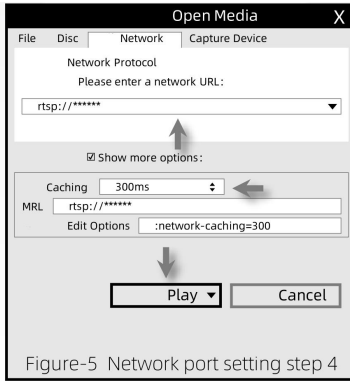 Open Media X
File Disc Network Capture Device
Network Protocol
Please enter a network URL:
rtsp://******
☑ Show more options:
Caching 300ms
MRL rtsp://******
Edit Options :network-caching=300
Play Cancel
Figure-5 Network port setting step 4